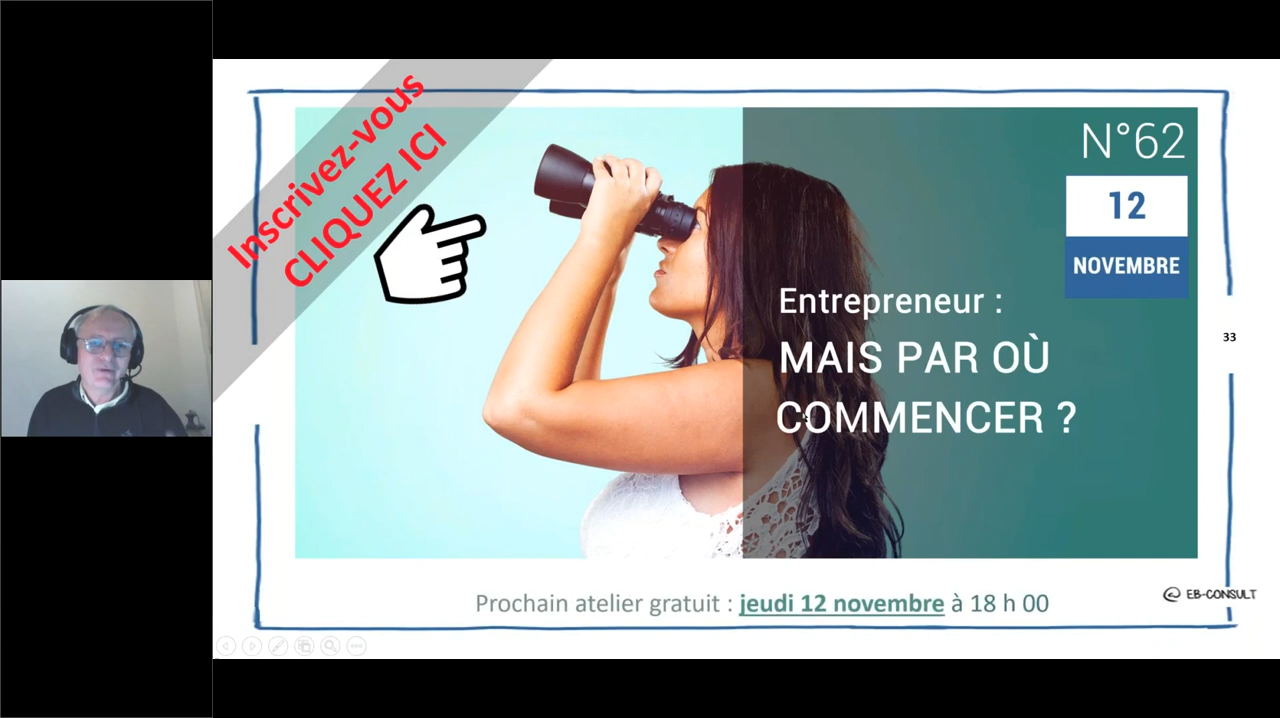 Inscrivez-vous
CLIQUEZ ICI
N°62
12
NOVEMBRE
Entrepreneur :
MAIS PAR OÙ
COMMENCER ?
33
Prochain atelier gratuit : jeudi 12 novembre à 18 h 00
EB-CONSULT